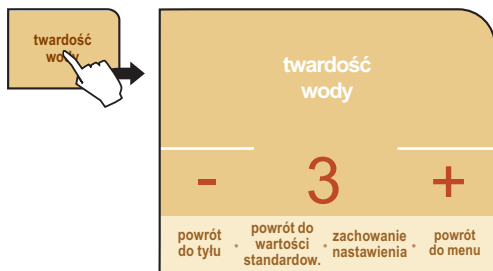 twardość
wody
twardość
wody
- 3 +
powrót
do tyłu
powrót do
wartości
standardow.
zachowanie
nastawienia
powrót
do menu